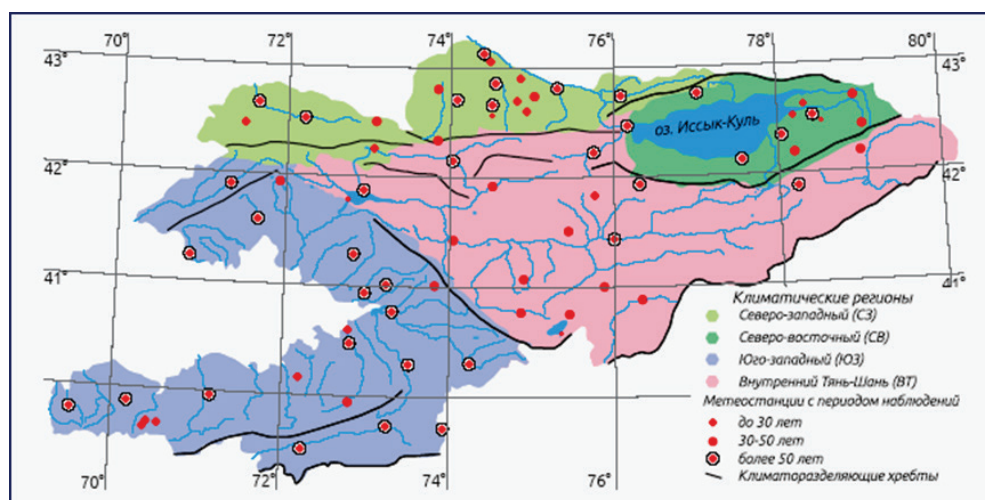 70° 72° 74° 76° 78° 80°
43° 43°
оз. Иссык-Куль
42° 42°
41° 41°
Климатические регионы
Северо-западный (СЗ)
Северо-восточный (СВ)
Юго-западный (ЮЗ)
Внутренний Тянь-Шань (ВТ)
Метеостанции с периодом наблюдений
до 30 лет
30-50 лет
более 50 лет
Климаторазделяющие хребты
40° 40°
70° 72° 74° 76° 78°